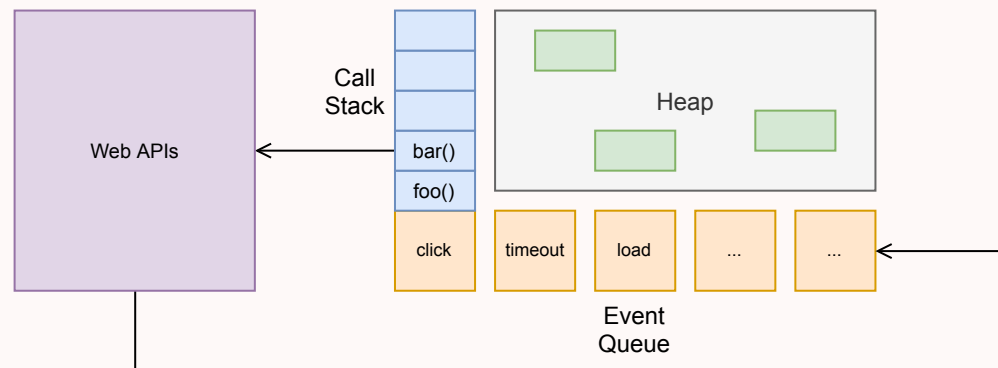 Call
Stack
Heap
Web APIs
bar()
foo()
click
timeout
load
...
...
Event
Queue